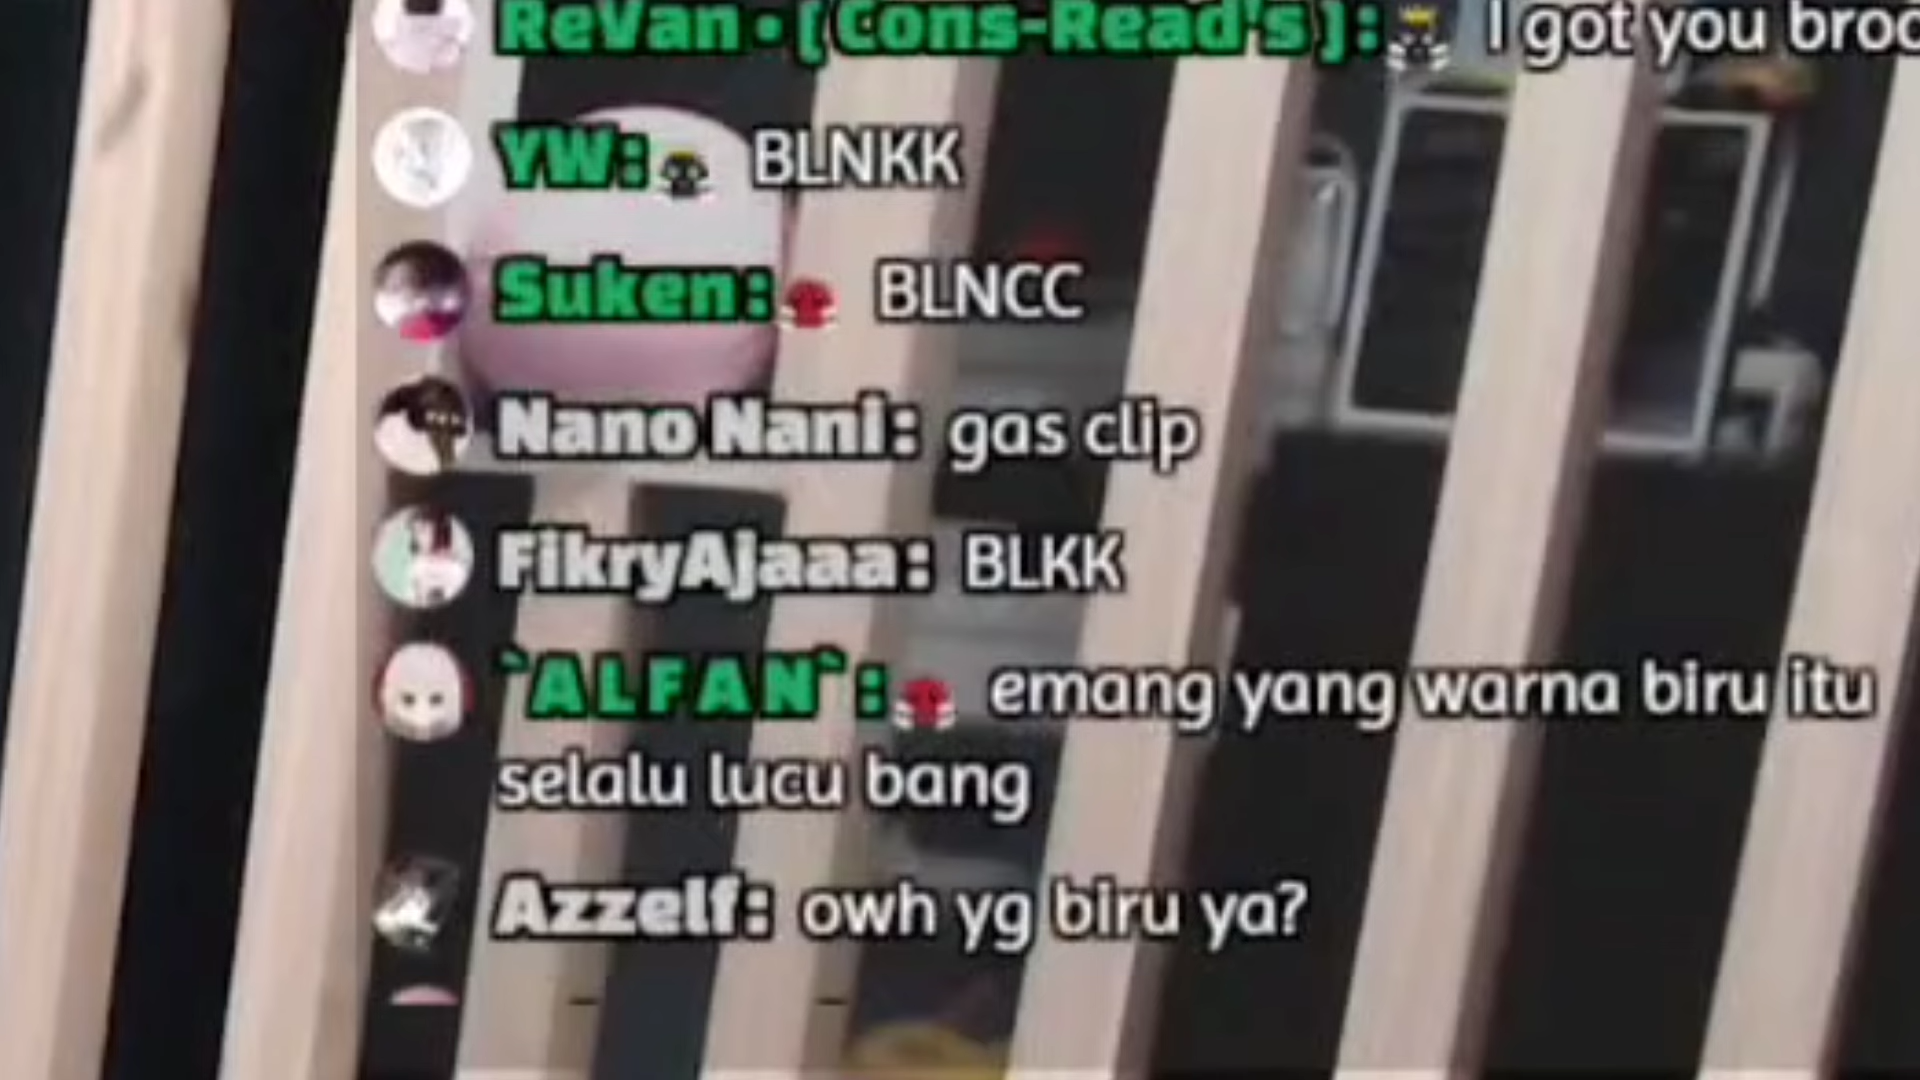 ReVan•[Cons-Read's]: I got you broo
YW: BLNKK
Suken: BLNCC
Nano Nani: gas clip
FikryAjaaa: BLKK
`ALFAN`: emang yang warna biru itu
selalu lucu bang
Azzelf: owh yg biru ya?